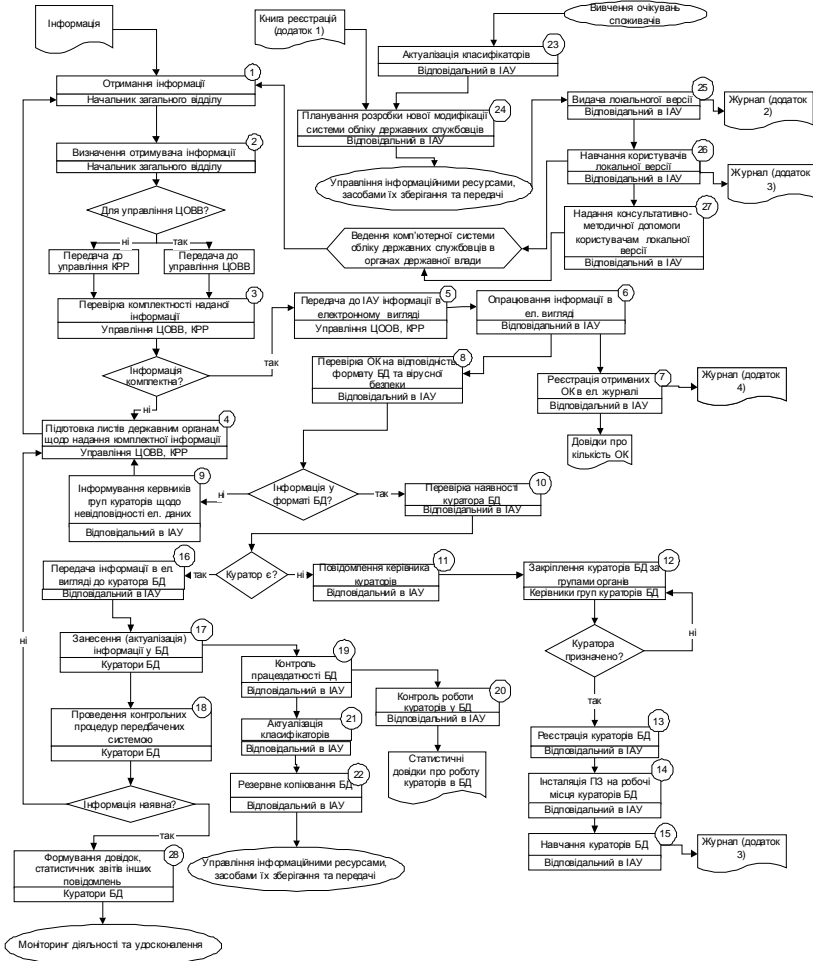 Інформація
Книга реєстрацій
(додаток 1)
Вивчення очікувань
споживачів
1
Отримання інформації
Начальник загального відділу
23
Актуалізація класифікаторів
Відповідальний в ІАУ
24
Планування розробки нової модифікації
системи обліку державних службовців
Відповідальний в ІАУ
25
Видача локальної версії
Відповідальний в ІАУ
Журнал (додаток
2)
2
Визначення отримувача інформації
Начальник загального відділу
Управління інформаційними ресурсами,
засобами їх зберігання та передачі
26
Навчання користувачів
локальної версії
Відповідальний в ІАУ
Журнал (додаток
3)
Для управління ЦОВВ?
ні
так
Передача до
управління КРР
Передача до
управління ЦОВВ
Ведення комп'ютерної системи
обліку державних службовців в
органах державної влади
27
Надання консультативно-
методичної допомоги
користувачам локальної
версії
Відповідальний в ІАУ
3
Перевірка комплектності наданої
інформації
Управління ЦОВВ, КРР
5
Передача до ІАУ інформації в
електронному вигляді
Управління ЦООВ, КРР
6
Опрацювання інформації в
ел. вигляді
Відповідальний в ІАУ
Інформація
комплектна?
так
ні
8
Перевірка ОК на відповідність
формату БД та вірусної
безпеки
Відповідальний в ІАУ
7
Реєстрація отриманих
ОК в ел. журналі
Відповідальний в ІАУ
Журнал (додаток
4)
4
Підготовка листів державним органам
щодо надання комплектної інформації
Управління ЦОВВ, КРР
Довідки про
кількість ОК
9
Інформування кервників
груп кураторів щодо
невідповідності ел. даних
Відповідальний в ІАУ
ні
Інформація у
форматі БД?
так
10
Перевірка наявності
куратора БД
Відповідальний в ІАУ
16
Передача інформації в ел.
вигляді до куратора БД
Відповідальний в ІАУ
так
Куратор є?
ні
11
Повідомлення керівника
кураторів
Відповідальний в ІАУ
12
Закріплення кураторів БД за
групами органів
Керівники груп кураторів БД
ні
17
Занесення (актуалізація)
інформації у БД
Куратори БД
19
Контроль
працездатності БД
Відповідальний в ІАУ
Куратора
призначено?
ні
так
20
Контроль роботи
кураторів у БД
Відповідальний в ІАУ
18
Проведення контрольних
процедур передбачених
системою
Куратори БД
21
Актуалізація
класифікаторів
Відповідальний в ІАУ
13
Реєстрація кураторів БД
Відповідальний в ІАУ
Статистичні
довідки про роботу
кураторів в БД
22
Резервне копіювання БД
Відповідальний в ІАУ
14
Інсталяція ПЗ на робочі
місця кураторів БД
Відповідальний в ІАУ
Інформація наявна?
так
15
Навчання кураторів БД
Відповідальний в ІАУ
Журнал (додаток
3)
28
Формування довідок,
статистичних звітів інших
повідомлень
Куратори БД
Управління інформаційними ресурсами,
засобами їх зберігання та передачі
Моніторинг діяльності та удосконалення